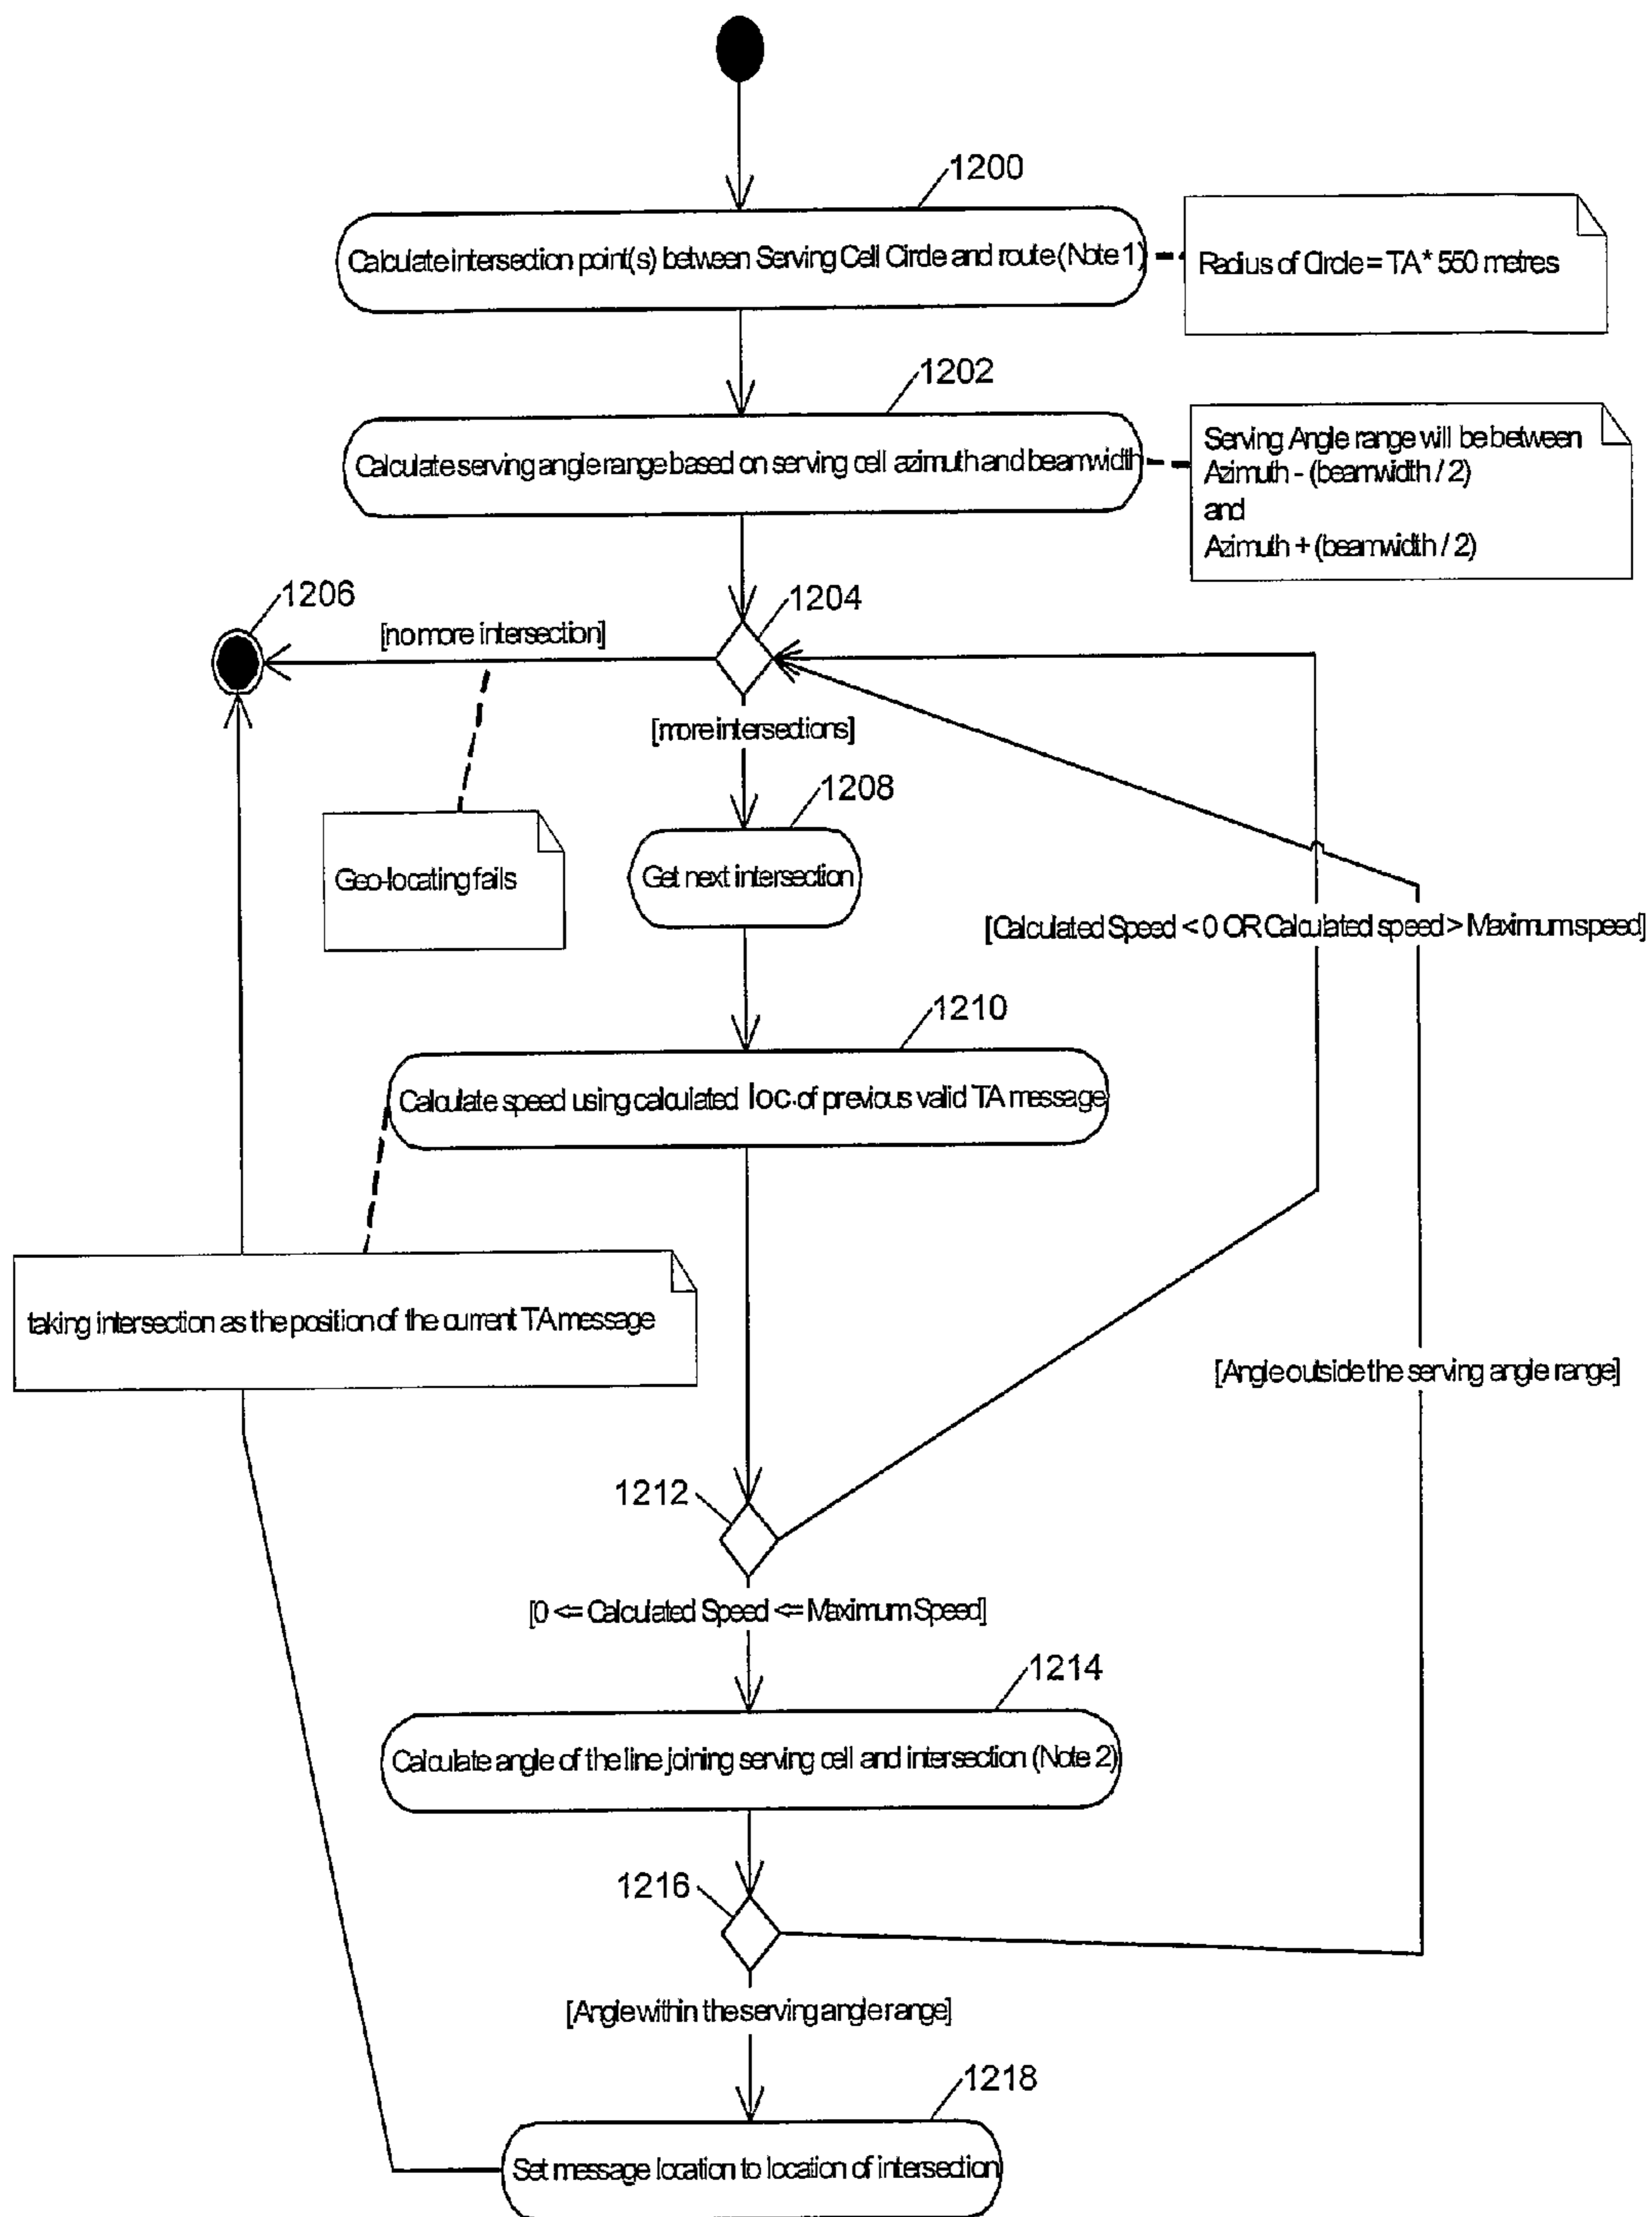 1200
Calculate intersection point(s) between Serving Cell Circle and route (Note 1)
Radius of Circle = TA * 550 metres
1202
Calculate serving angle range based on serving cell azimuth and beamwidth
Serving Angle range will be between
Azimuth - (beamwidth / 2)
and
Azimuth + (beamwidth / 2)
1206
[no more intersection]
1204
[more intersections]
1208
Geo-locating fails
Get next intersection
[Calculated Speed < 0 OR Calculated speed > Maximum speed]
1210
Calculate speed using calculated loc. of previous valid TA message
taking intersection as the position of the current TA message
[Angle outside the serving angle range]
1212
[0 <= Calculated Speed <= Maximum Speed]
1214
Calculate angle of the line joining serving cell and intersection (Note 2)
1216
[Angle within the serving angle range]
1218
Set message location to location of intersection